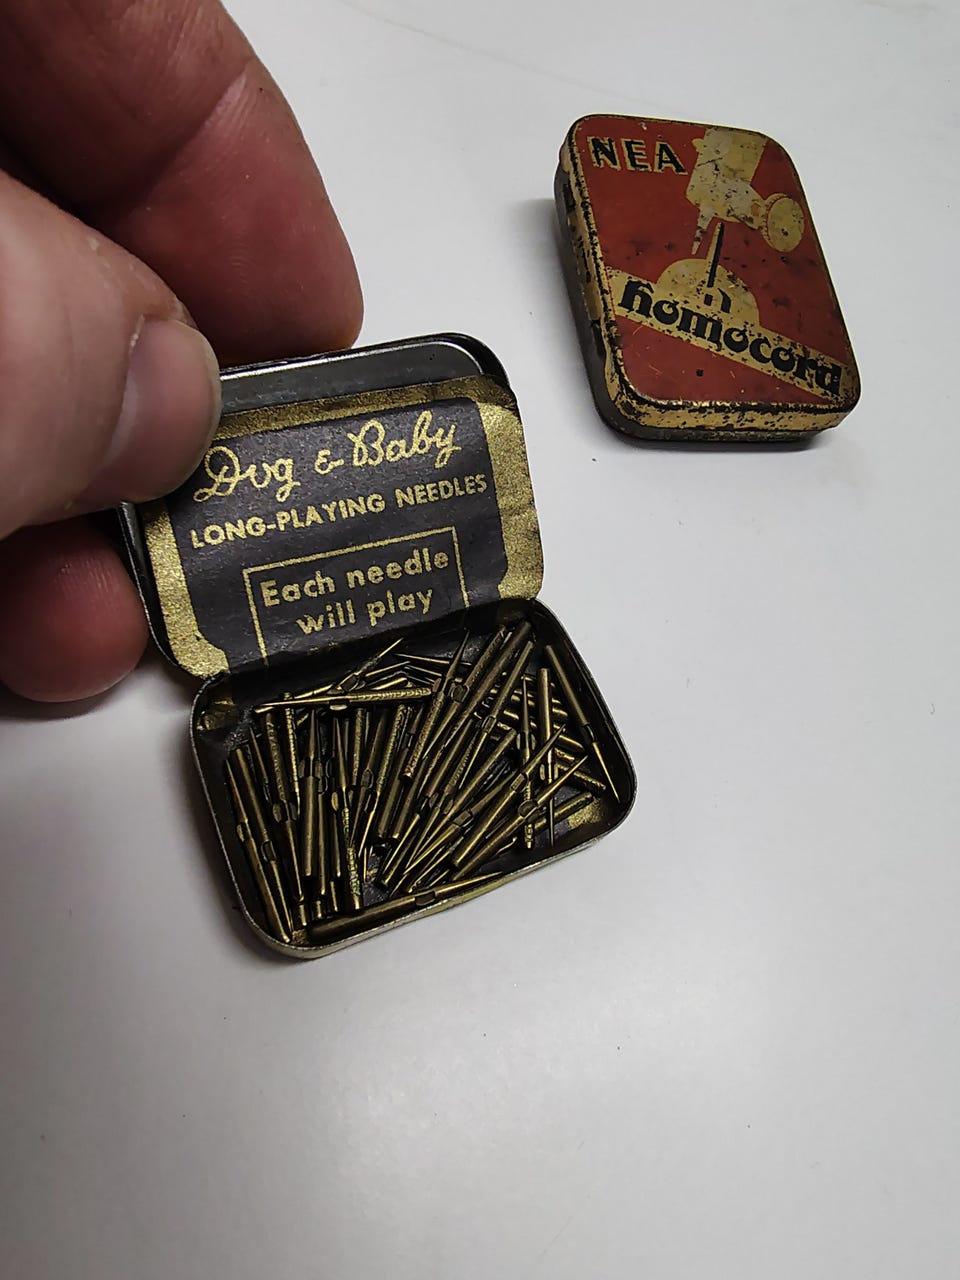 NEA
homocord
Dog & Baby
LONG-PLAYING NEEDLES
Each needle
will play